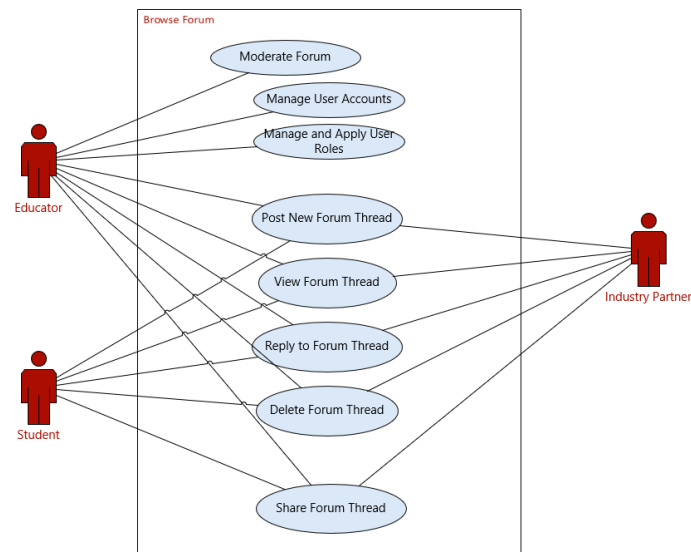 Browse Forum
Moderate Forum
Manage User Accounts
Manage and Apply User
Roles
Educator
Post New Forum Thread
View Forum Thread
Industry Partner
Reply to Forum Thread
Delete Forum Thread
Student
Share Forum Thread